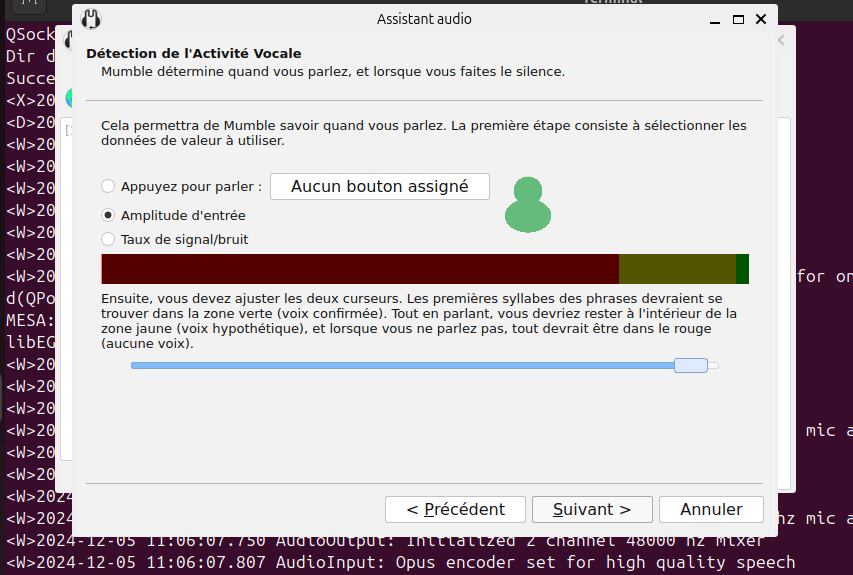 Terminal
Assistant audio
QSock
Dir d
Détection de l'Activité Vocale
Mumble détermine quand vous parlez, et lorsque vous faites le silence.
Succe
<X>20
<D>20
Cela permettra de Mumble savoir quand vous parlez. La première étape consiste à sélectionner les
données de valeur à utiliser.
<W>20
<W>20
<W>20
Appuyez pour parler :
Aucun bouton assigné
<W>20
Amplitude d'entrée
<W>20
Taux de signal/bruit
<W>20
<W>20
for on
d(QPo
Ensuite, vous devez ajuster les deux curseurs. Les premières syllabes des phrases devraient se
trouver dans la zone verte (voix confirmée). Tout en parlant, vous devriez rester à l'intérieur de la
MESA:
zone jaune (voix hypothétique), et lorsque vous ne parlez pas, tout devrait être dans le rouge
libEG
(aucune voix).
<W>20
<W>20
<W>20
<W>20
mic a
<W>20
<W>20
<W>2024
< Précédent
Suivant >
Annuler
<W>2024
hz mic a
<W>2024-12-05 11:06:07.750 AudioOutput: Initialized 2 channel 48000 hz mixer
<W>2024-12-05 11:06:07.807 AudioInput: Opus encoder set for high quality speech